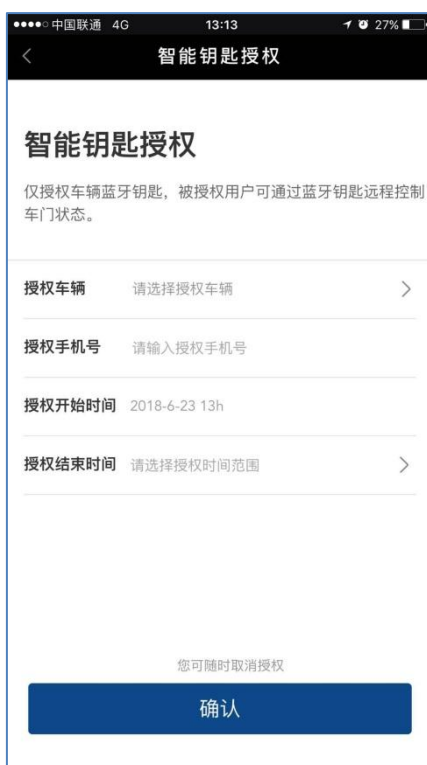 中国联通 4G 13:13 27%
智能钥匙授权
智能钥匙授权
仅授权车辆蓝牙钥匙，被授权用户可通过蓝牙钥匙远程控制
车门状态。
授权车辆 请选择授权车辆
授权手机号 请输入授权手机号
授权开始时间 2018-6-23 13h
授权结束时间 请选择授权时间范围
您可随时取消授权
确认